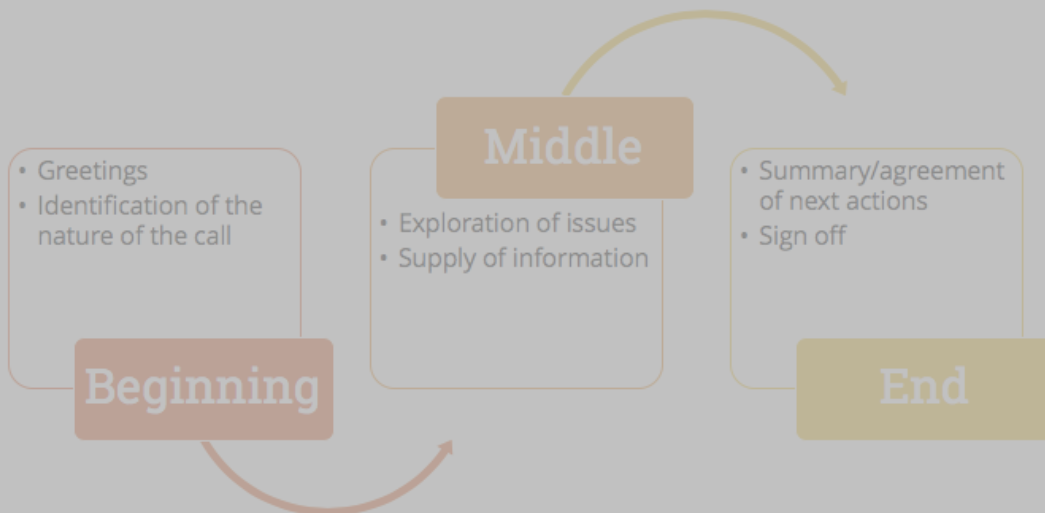 • Greetings
• Identification of the
nature of the call
Beginning
Middle
• Exploration of issues
• Supply of information
• Summary/agreement
of next actions
• Sign off
End